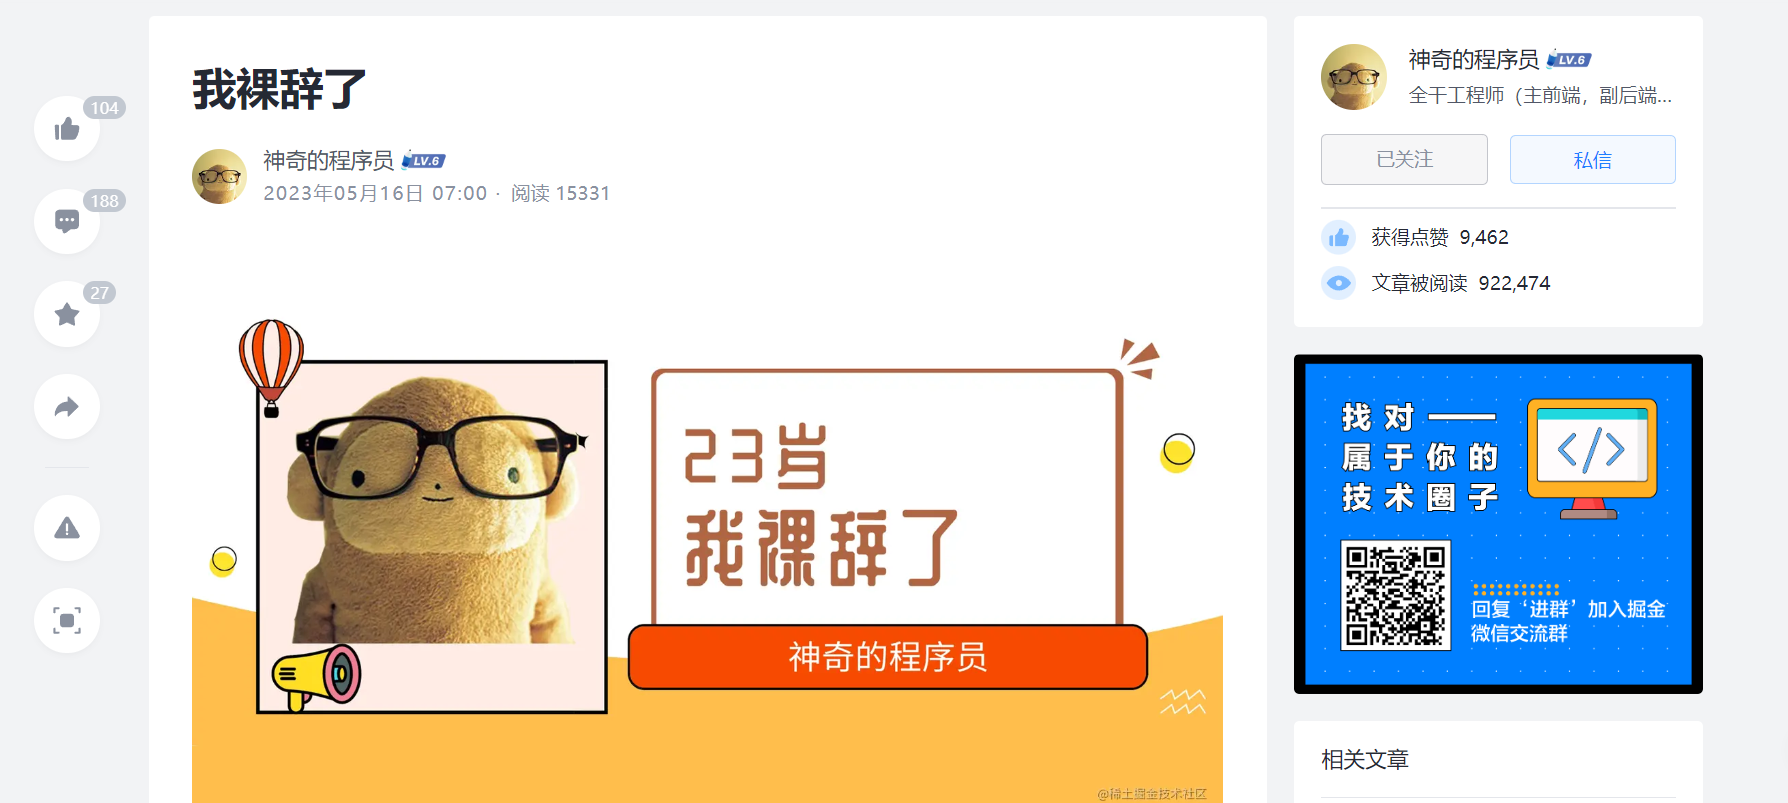 我裸辞了
神奇的程序员 LV.6
2023年05月16日 07:00 · 阅读 15331
104
188
27
23岁
我裸辞了
神奇的程序员
@稀土掘金技术社区
神奇的程序员 LV.6
全干工程师（主前端，副后端...
已关注
私信
获得点赞 9,462
文章被阅读 922,474
找对——
属于你的
技术圈子
回复‘进群’加入掘金
微信交流群
相关文章